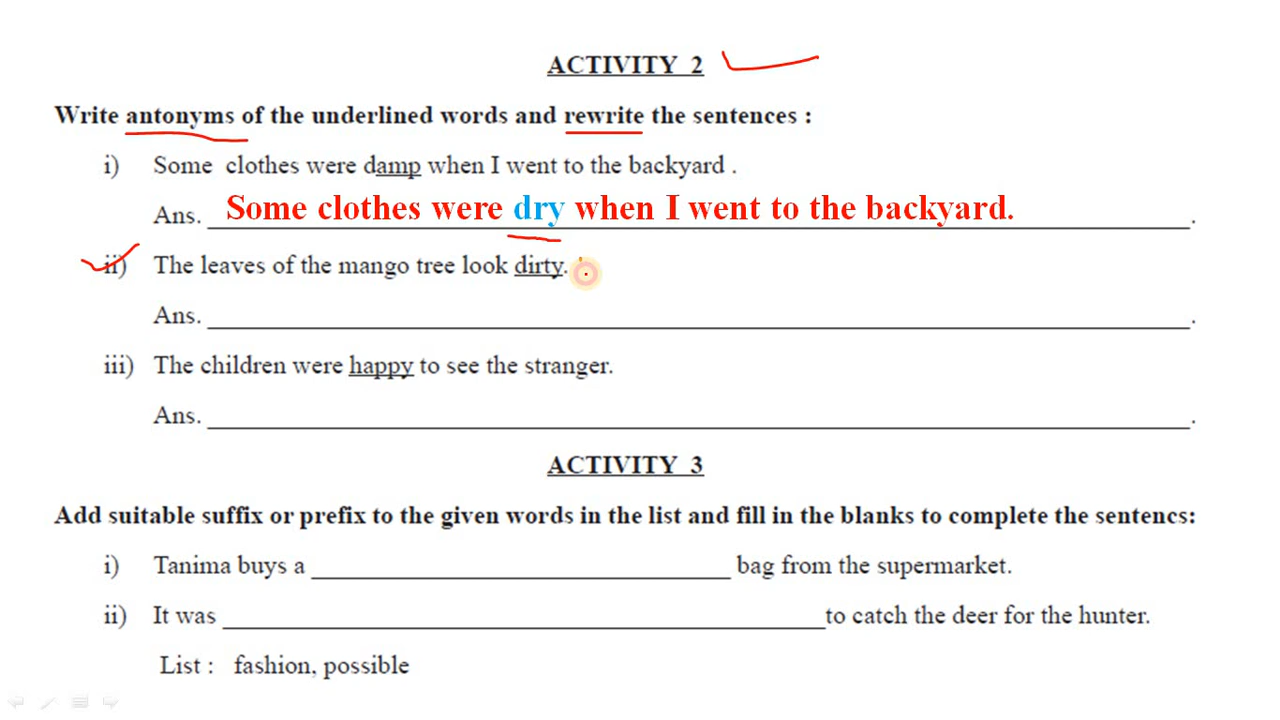 ACTIVITY 2
Write antonyms of the underlined words and rewrite the sentences :
i) Some clothes were damp when I went to the backyard .
Ans. Some clothes were dry when I went to the backyard. .
ii) The leaves of the mango tree look dirty.
Ans. .
iii) The children were happy to see the stranger.
Ans. .
ACTIVITY 3
Add suitable suffix or prefix to the given words in the list and fill in the blanks to complete the sentencs:
i) Tanima buys a bag from the supermarket.
ii) It was to catch the deer for the hunter.
List : fashion, possible